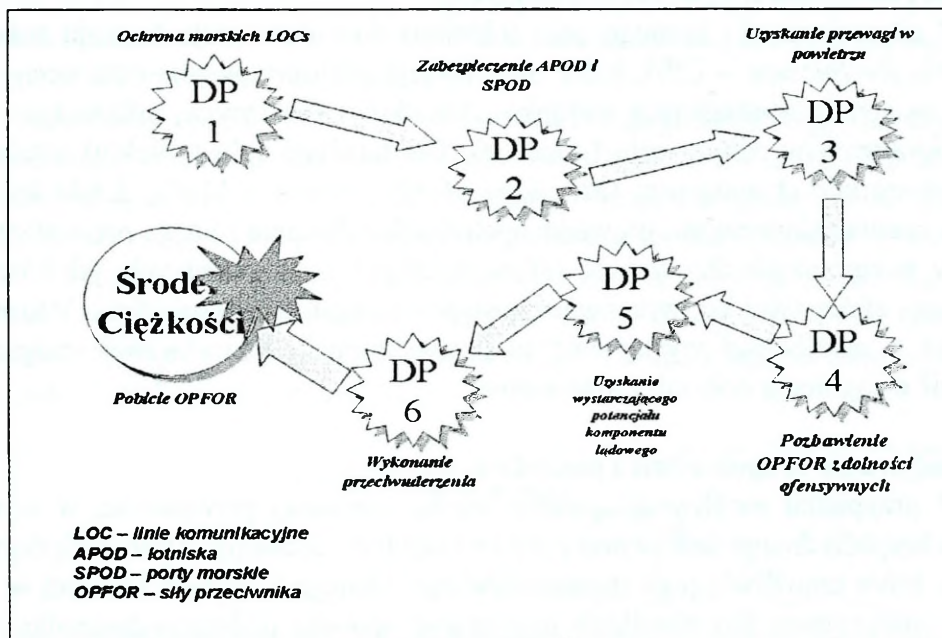 Ochrona morskich LOCs
DP
1
Zabezpieczenie APOD i
SPOD
DP
2
Uzyskanie przewagi w
powietrzu
DP
3
DP
4
Pozbawienie
OPFOR zdolności
ofensywnych
DP
5
Uzyskanie
wystarczającego
potencjału
komponentu
lądowego
DP
6
Wykonanie
przeciwuderzenia
Środe
Ciężkości
Pobicie OPFOR
LOC – linie komunikacyjne
APOD – lotniska
SPOD – porty morskie
OPFOR – siły przeciwnika